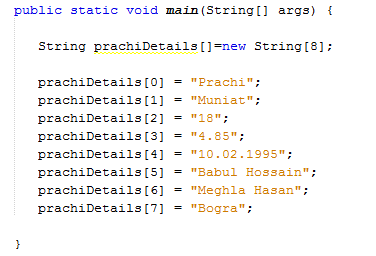 public static void main(String[] args) {
String prachiDetails[]=new String[8];
prachiDetails[0] = "Prachi";
prachiDetails[1] = "Muniat";
prachiDetails[2] = "18";
prachiDetails[3] = "4.85";
prachiDetails[4] = "10.02.1995";
prachiDetails[5] = "Babul Hossain";
prachiDetails[6] = "Meghla Hasan";
prachiDetails[7] = "Bogra";
}